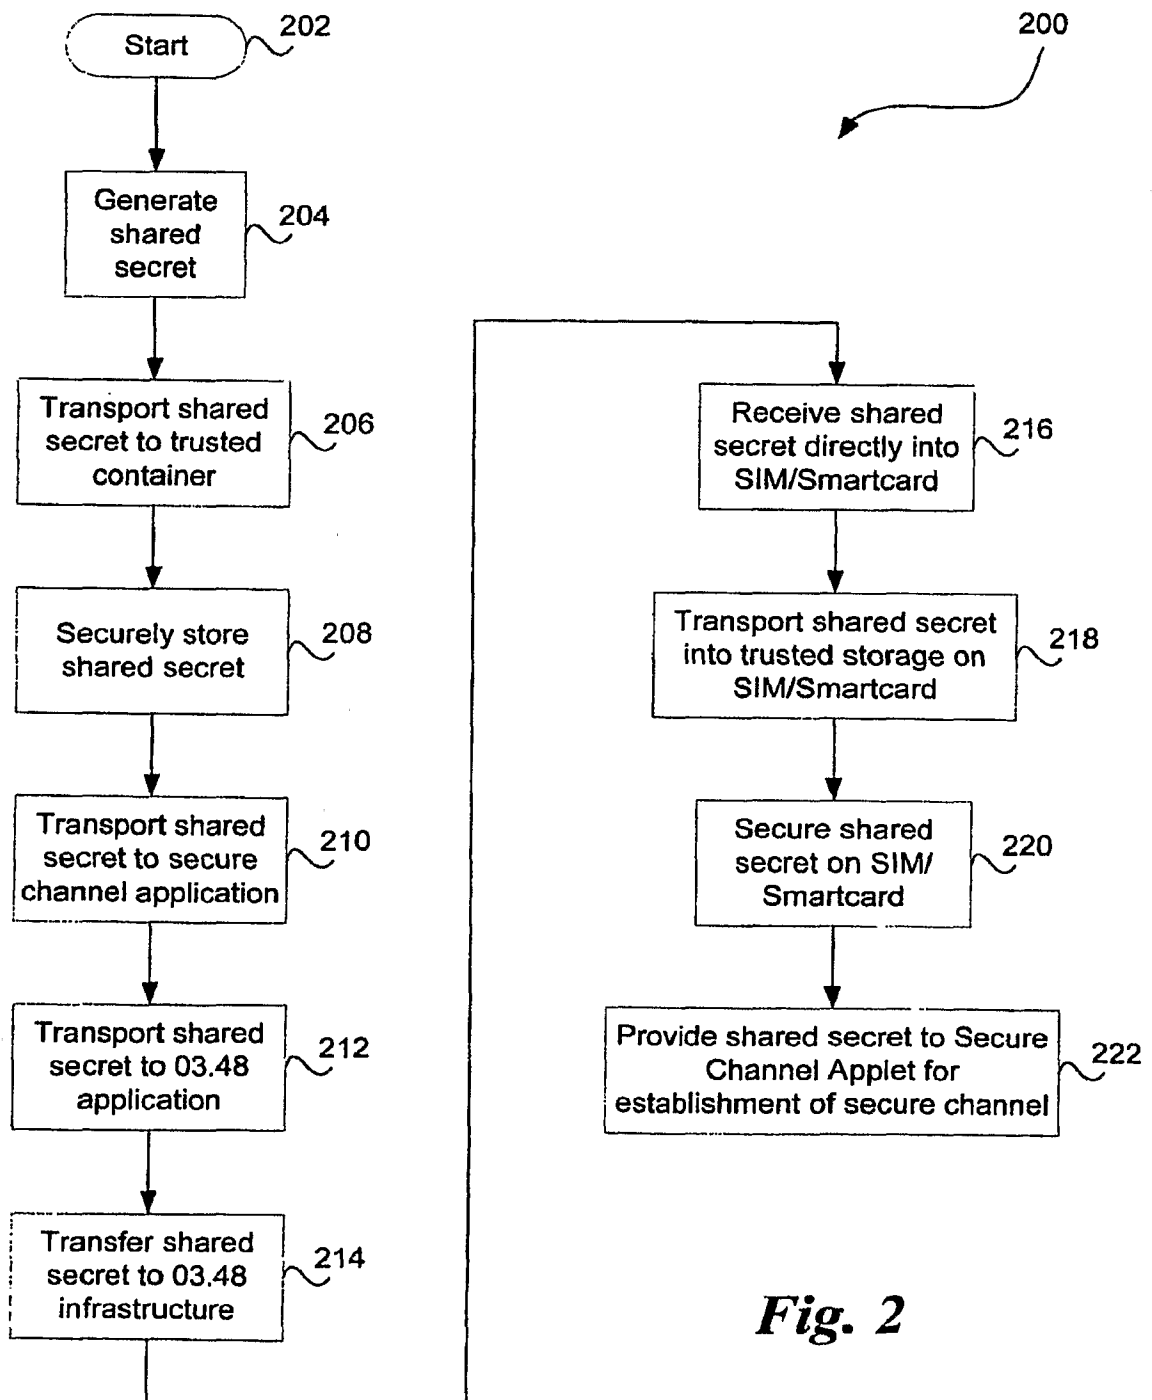 Start
202
200
Generate
shared
secret
204
Transport shared
secret to trusted
container
206
Securely store
shared secret
208
Transport shared
secret to secure
channel application
210
Transport shared
secret to 03.48
application
212
Transfer shared
secret to 03.48
infrastructure
214
Receive shared
secret directly into
SIM/Smartcard
216
Transport shared secret
into trusted storage on
SIM/Smartcard
218
Secure shared
secret on SIM/
Smartcard
220
Provide shared secret to Secure
Channel Applet for
establishment of secure channel
222
Fig. 2